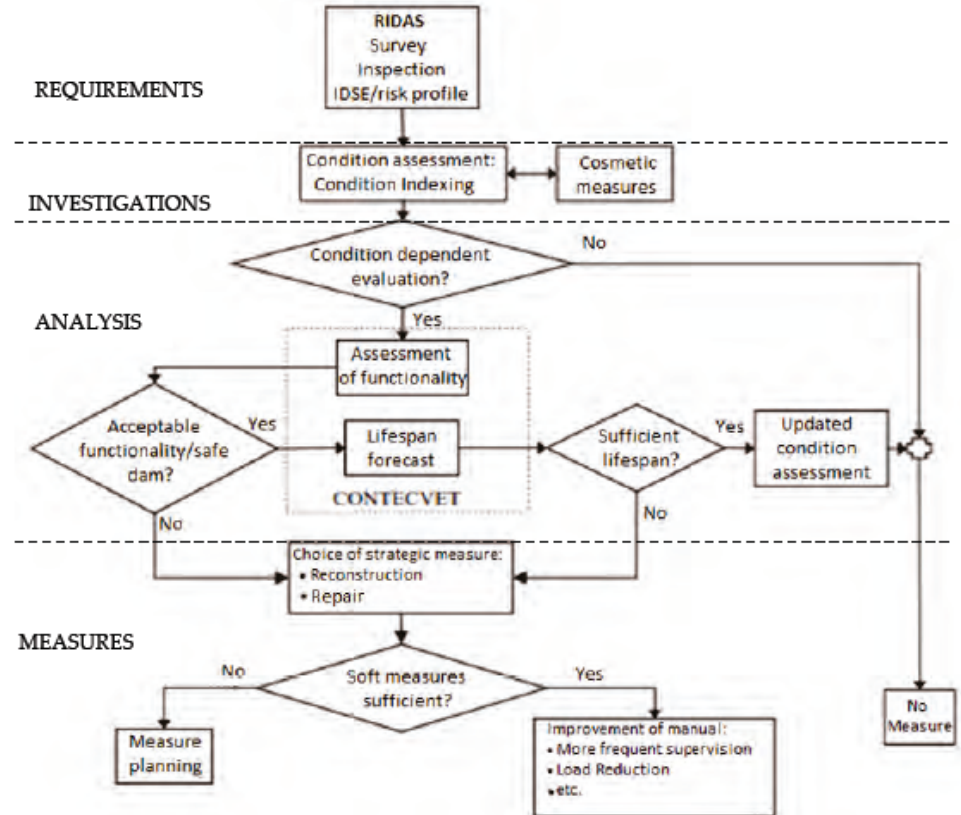 RIDAS
Survey
Inspection
IDSE/risk profile
REQUIREMENTS
Condition assessment:
Condition Indexing
Cosmetic
measures
INVESTIGATIONS
No
Condition dependent
evaluation?
ANALYSIS
Yes
Assessment
of functionality
Acceptable
functionality/safe
dam?
Yes
Lifespan
forecast
CONTECVET
Sufficient
lifespan?
Yes
Updated
condition
assessment
No
No
Choice of strategic measure:
• Reconstruction
• Repair
MEASURES
No
Soft measures
sufficient?
Yes
No
Measure
Measure
planning
Improvement of manual:
• More frequent supervision
• Load Reduction
• etc.